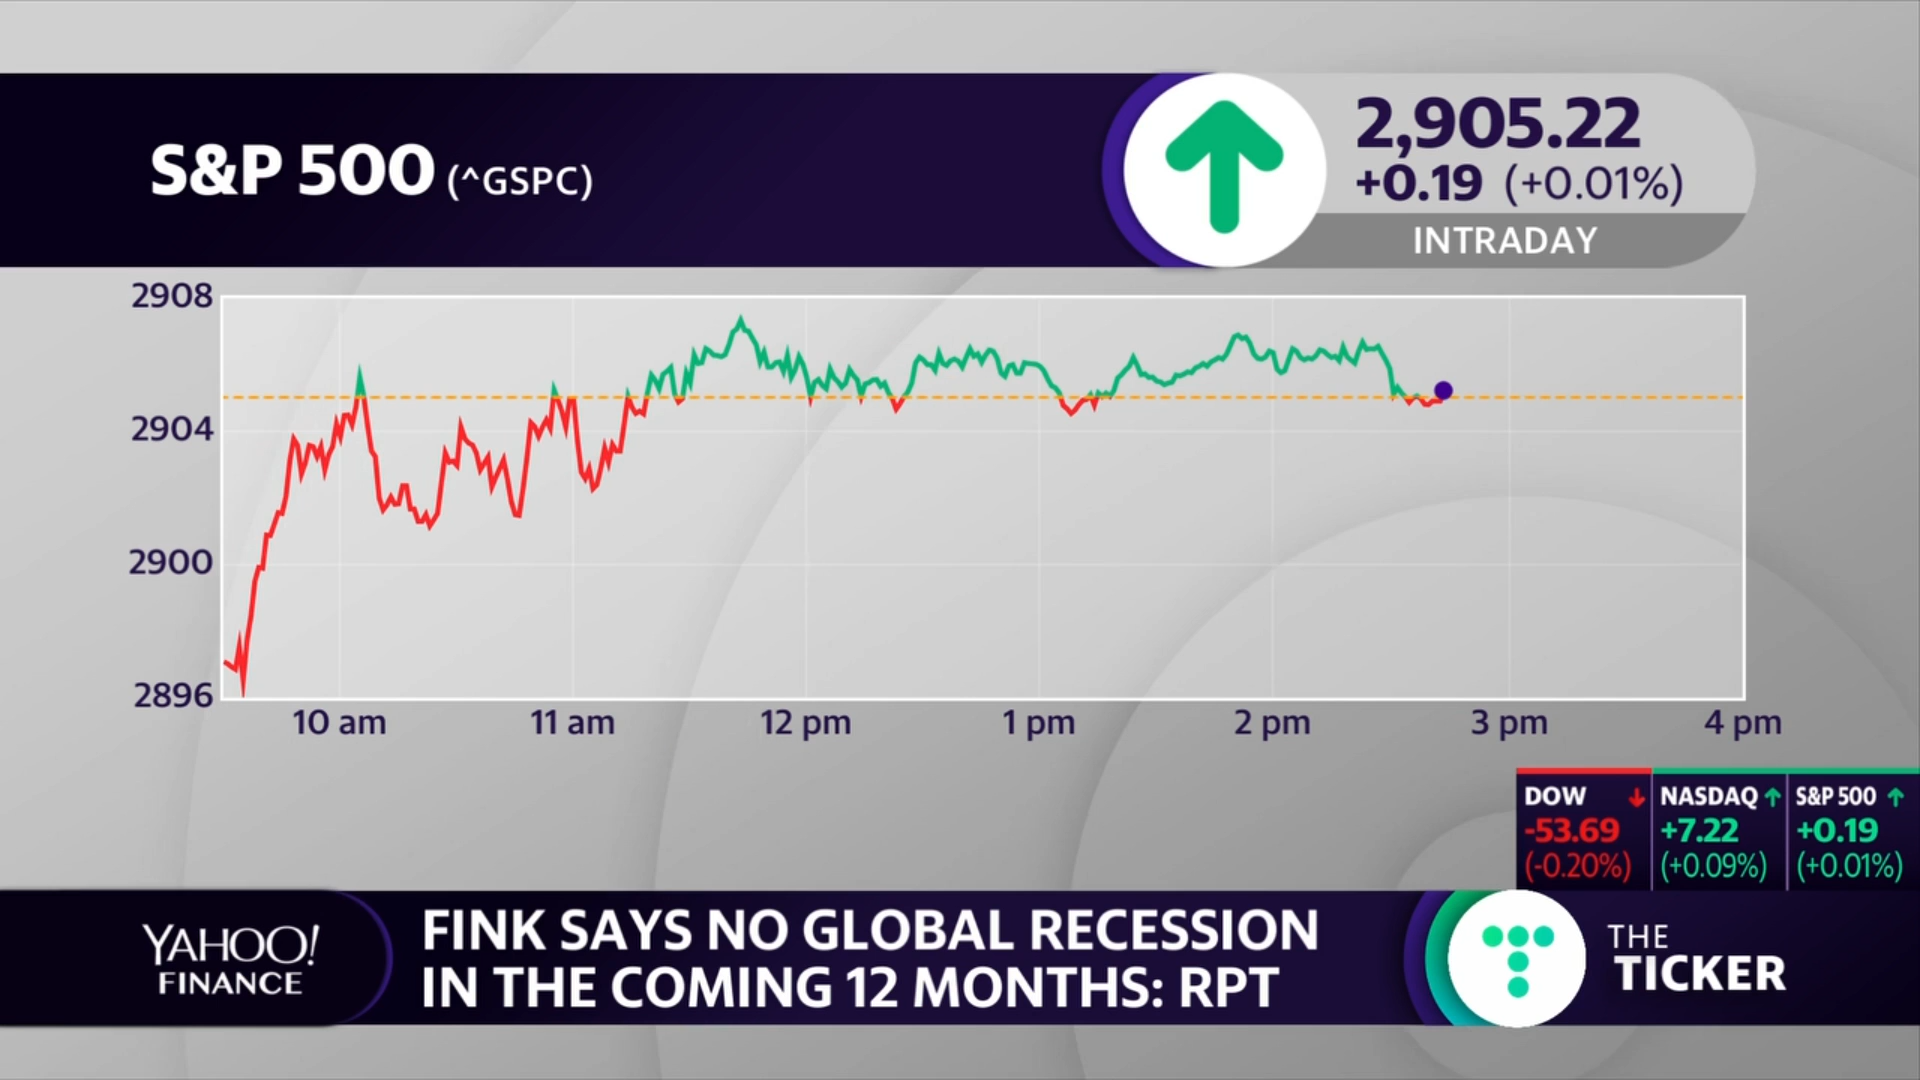 S&P 500 (^GSPC)
2,905.22
+0.19 (+0.01%)
INTRADAY
2908
2904
2900
2896
10 am 11 am 12 pm 1 pm 2 pm 3 pm 4 pm
DOW NASDAQ S&P 500
-53.69 +7.22 +0.19
(-0.20%) (+0.09%) (+0.01%)
YAHOO!
FINANCE
FINK SAYS NO GLOBAL RECESSION
IN THE COMING 12 MONTHS: RPT
THE
TICKER